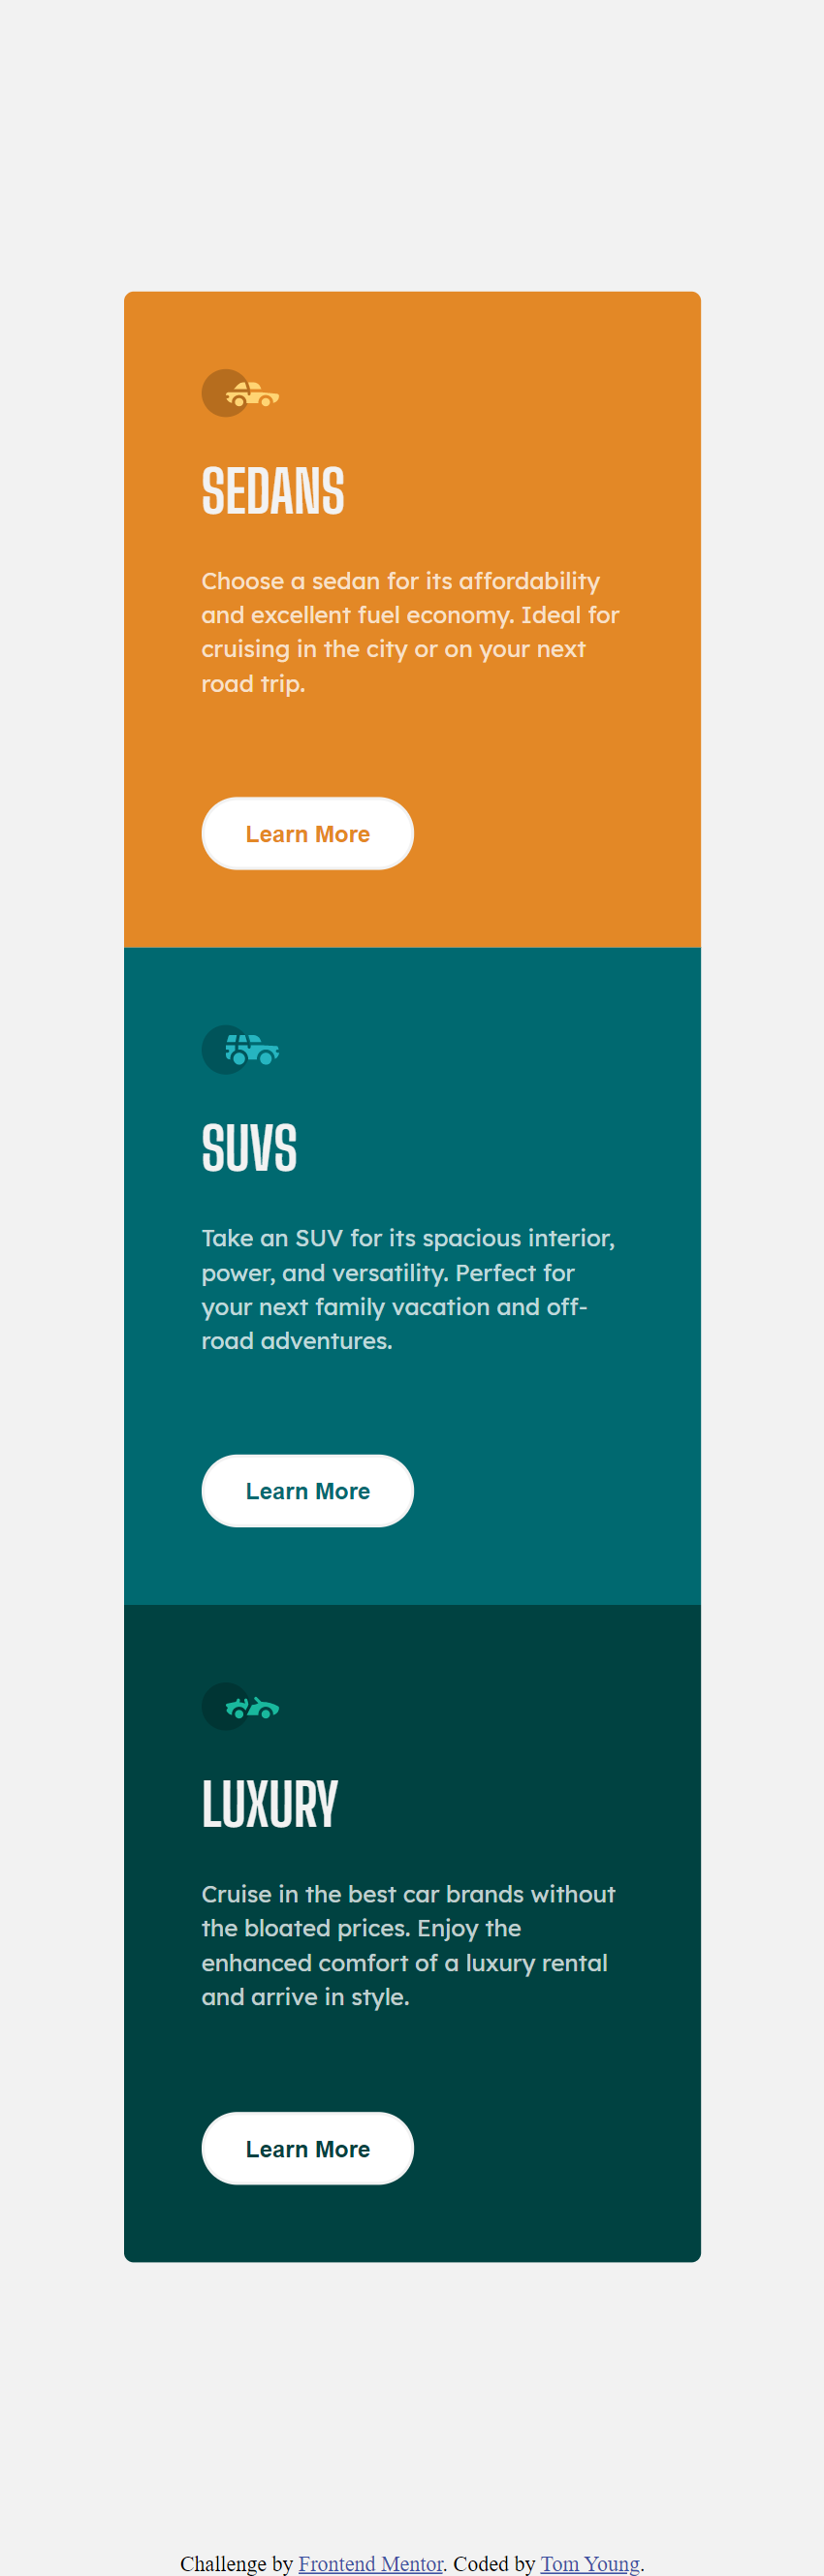 SEDANS
Choose a sedan for its affordability
and excellent fuel economy. Ideal for
cruising in the city or on your next
road trip.
Learn More
SUVS
Take an SUV for its spacious interior,
power, and versatility. Perfect for
your next family vacation and off-
road adventures.
Learn More
LUXURY
Cruise in the best car brands without
the bloated prices. Enjoy the
enhanced comfort of a luxury rental
and arrive in style.
Learn More
Challenge by Frontend Mentor. Coded by Tom Young.